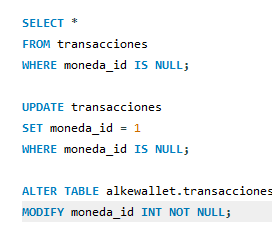 SELECT *
FROM transacciones
WHERE moneda_id IS NULL;
UPDATE transacciones
SET moneda_id = 1
WHERE moneda_id IS NULL;
ALTER TABLE alkewallet.transacciones
MODIFY moneda_id INT NOT NULL;